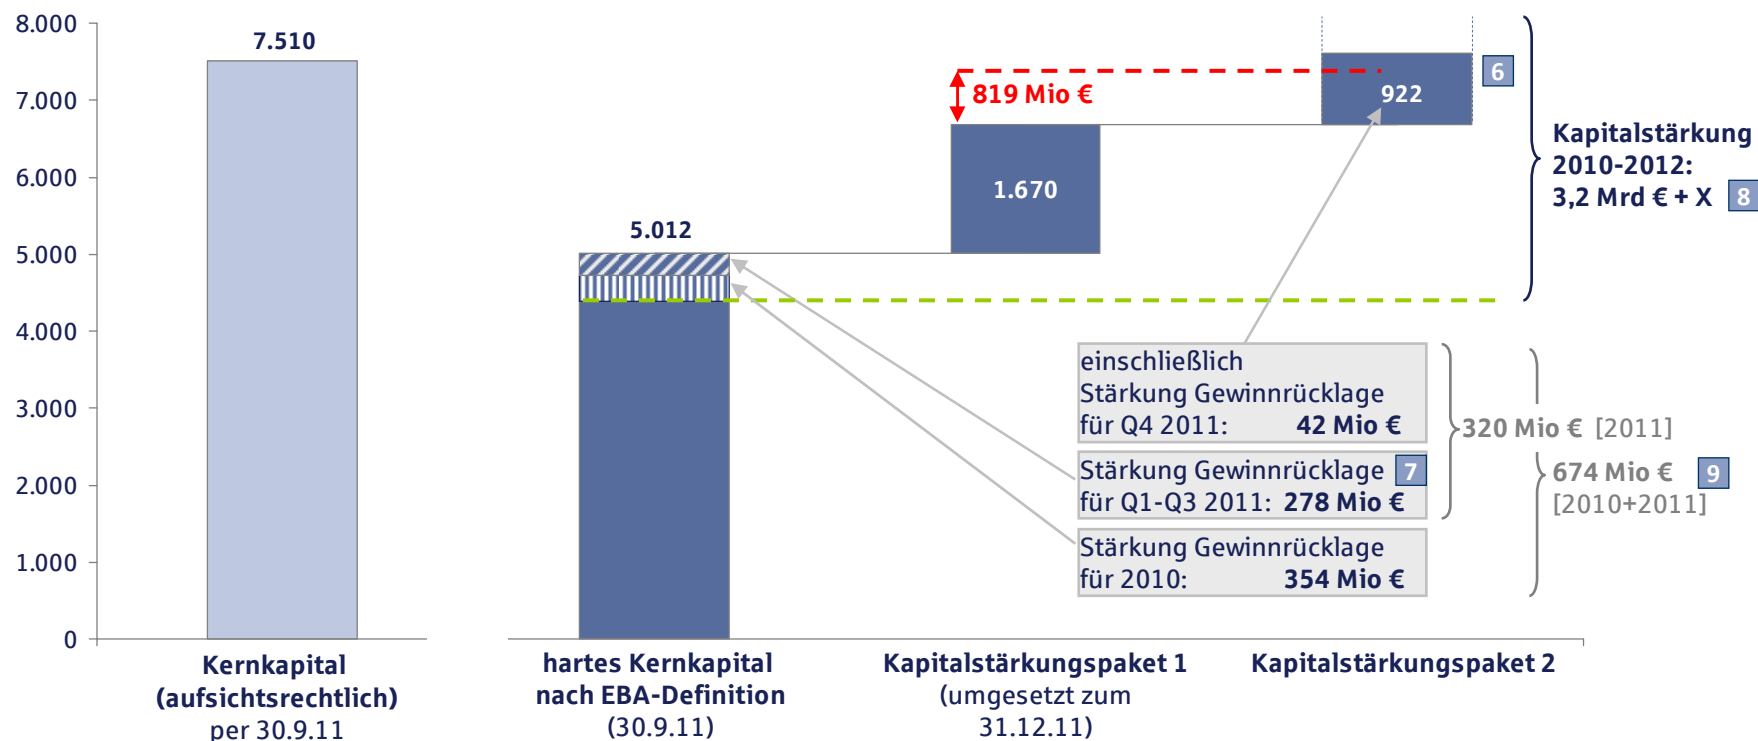 8.000
7.000
6.000
5.000
4.000
3.000
2.000
1.000
0
7.510
5.012
819 Mio €
1.670
922
6
Kapitalstärkung
2010-2012:
3,2 Mrd € + X 8
einschließlich
Stärkung Gewinnrücklage
für Q4 2011: 42 Mio €
Stärkung Gewinnrücklage 7
für Q1-Q3 2011: 278 Mio €
Stärkung Gewinnrücklage
für 2010: 354 Mio €
320 Mio € [2011]
674 Mio € 9
[2010+2011]
Kernkapital
(aufsichtsrechtlich)
per 30.9.11
hartes Kernkapital
nach EBA-Definition
(30.9.11)
Kapitalstärkungspaket 1
(umgesetzt zum
31.12.11)
Kapitalstärkungspaket 2